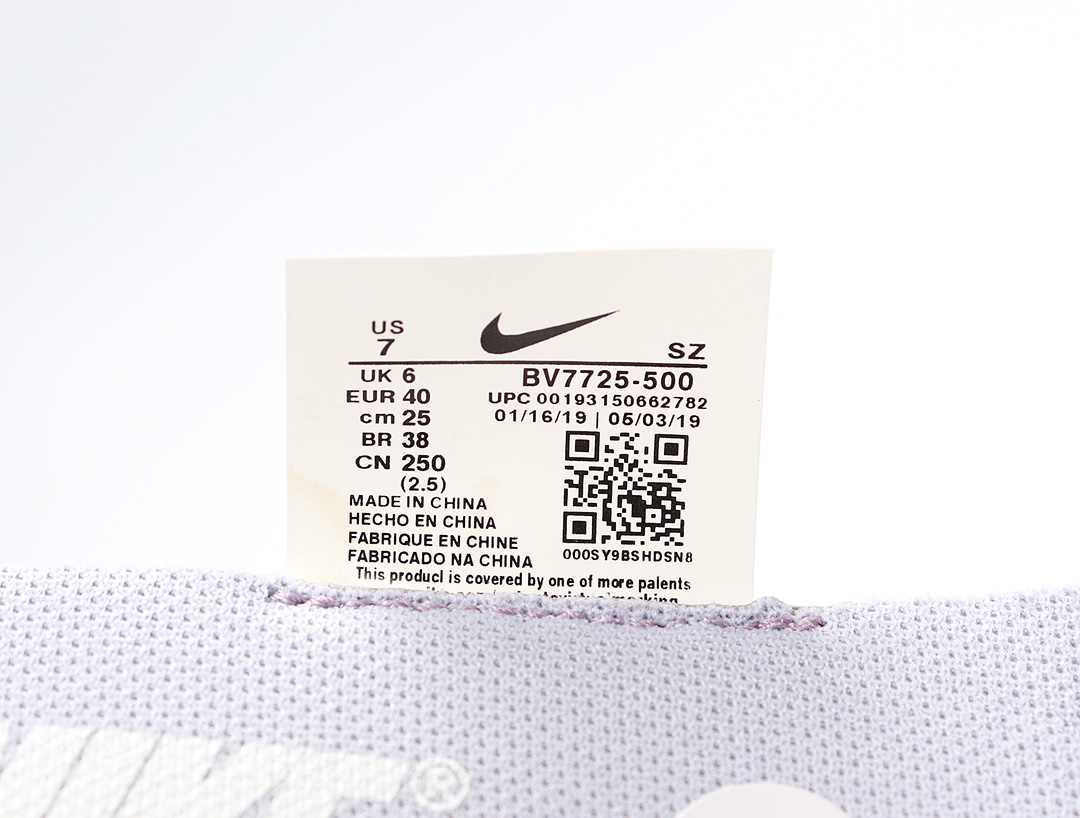 US
7
SZ
UK 6
BV7725-500
EUR 40
UPC 00193150662782
cm 25
01/16/19 | 05/03/19
BR 38
CN 250
(2.5)
MADE IN CHINA
HECHO EN CHINA
FABRIQUE EN CHINE
FABRICADO NA CHINA
000SY9BSHDSN8
This producl is covered by one of more palents
®